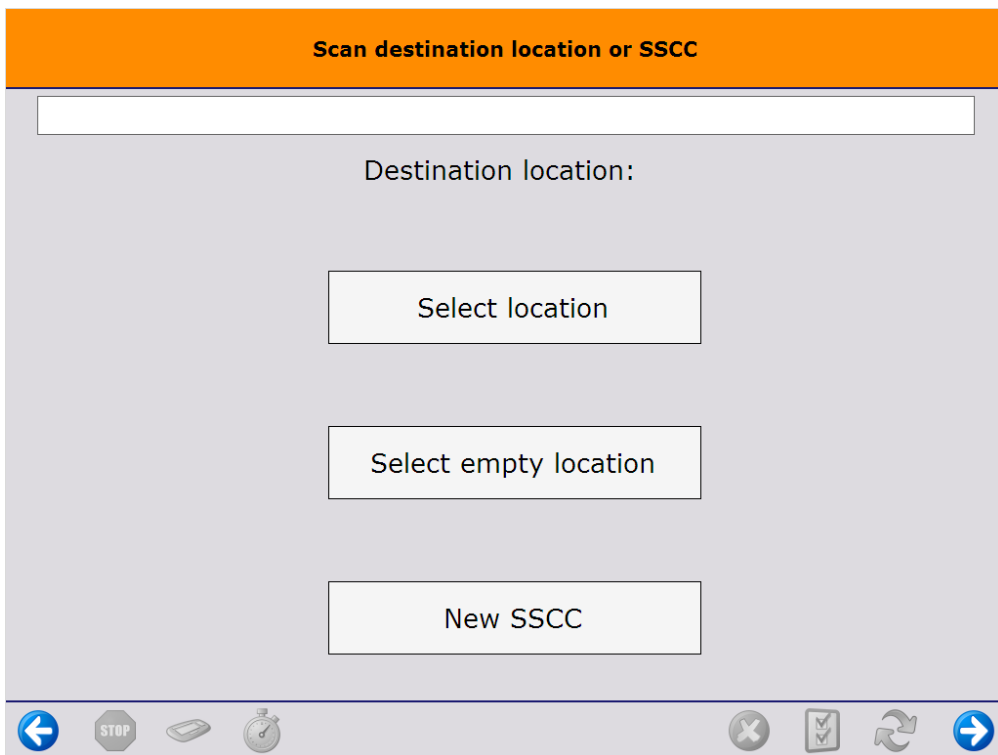 Scan destination location or SSCC
Destination location:
Select location
Select empty location
New SSCC
STOP